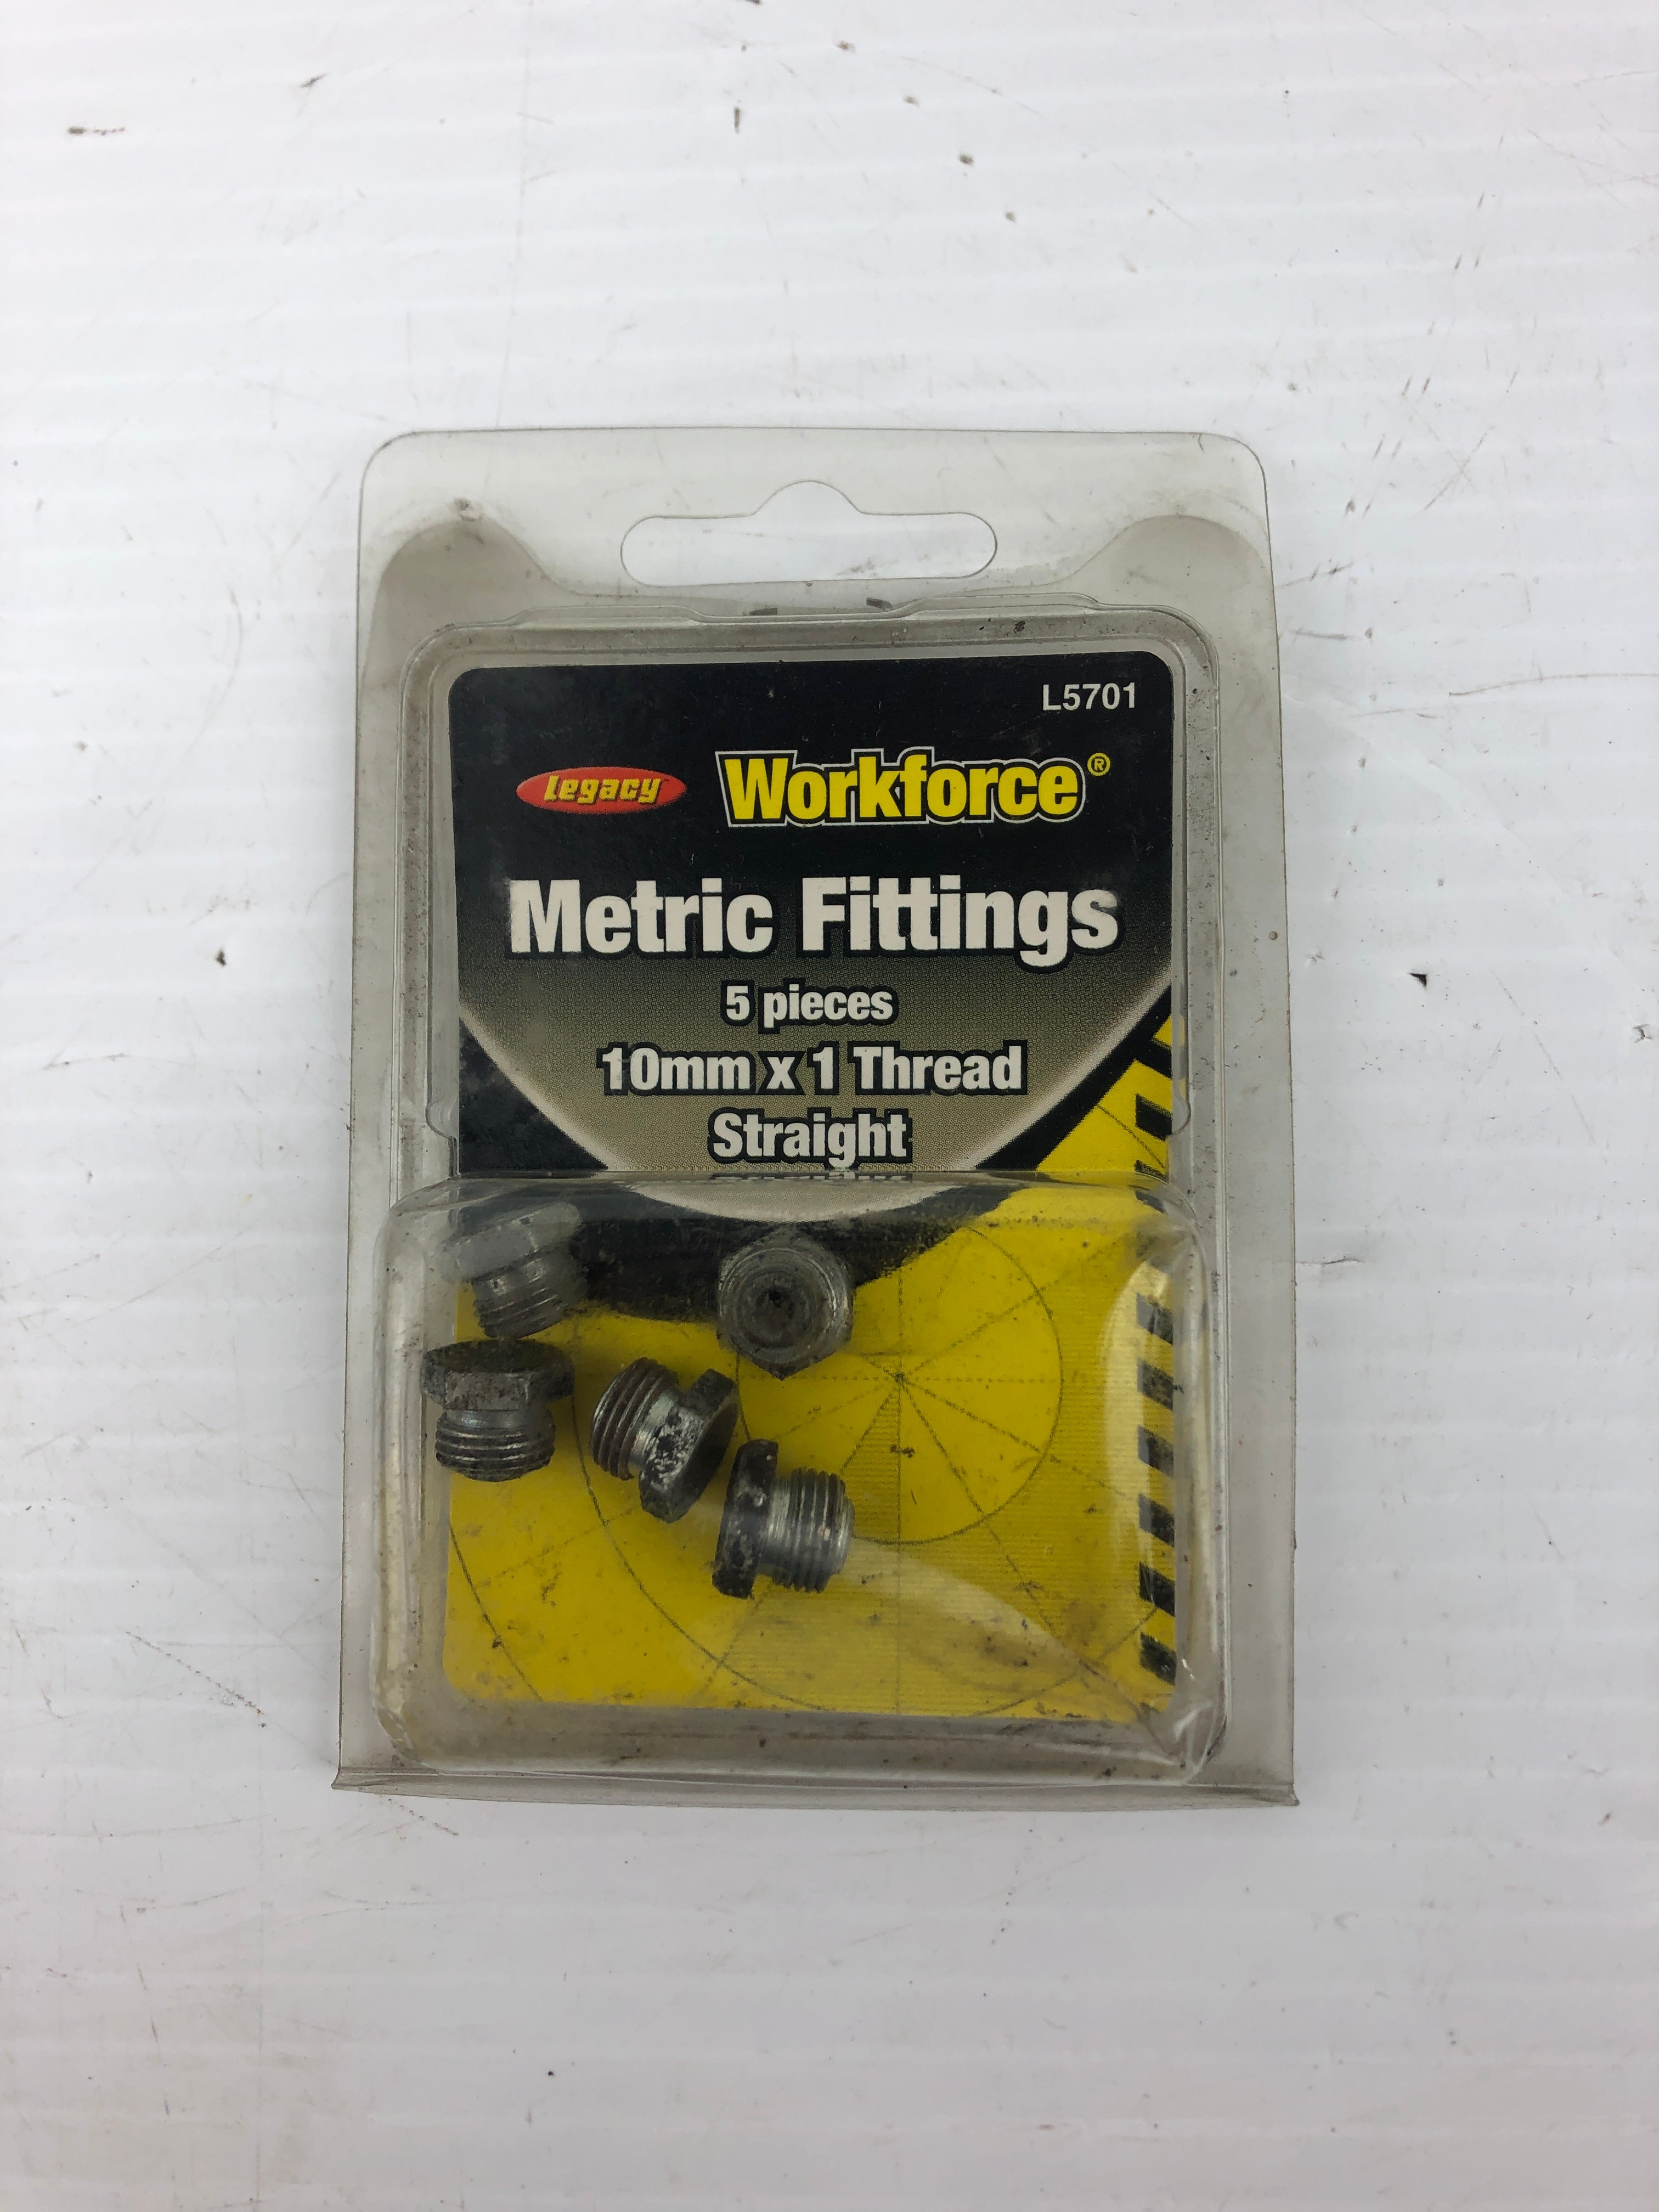 L5701
Legacy Workforce®
Metric Fittings
5 pieces
10mm x 1 Thread
Straight